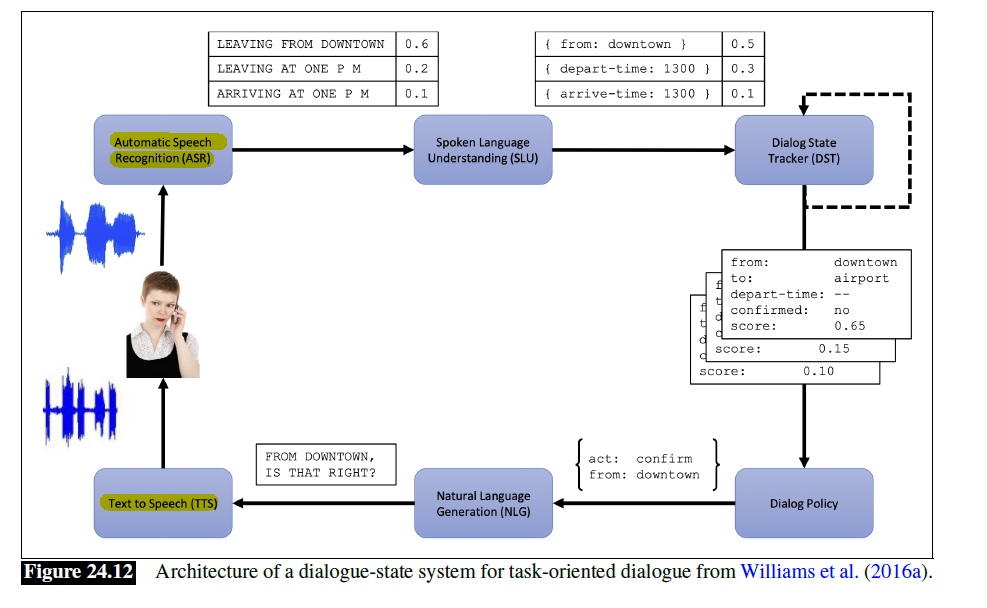 LEAVING FROM DOWNTOWN 0.6
LEAVING AT ONE P M 0.2
ARRIVING AT ONE P M 0.1
{ from: downtown } 0.5
{ depart-time: 1300 } 0.3
{ arrive-time: 1300 } 0.1
Automatic Speech
Recognition (ASR)
Spoken Language
Understanding (SLU)
Dialog State
Tracker (DST)
from: downtown
to: airport
depart-time: --
confirmed: no
score: 0.65
f
t
d
c
score: 0.15
f
t
d
c
score: 0.10
FROM DOWNTOWN,
IS THAT RIGHT?
act: confirm
from: downtown
Text to Speech (TTS)
Natural Language
Generation (NLG)
Dialog Policy
Figure 24.12 Architecture of a dialogue-state system for task-oriented dialogue from Williams et al. (2016a).